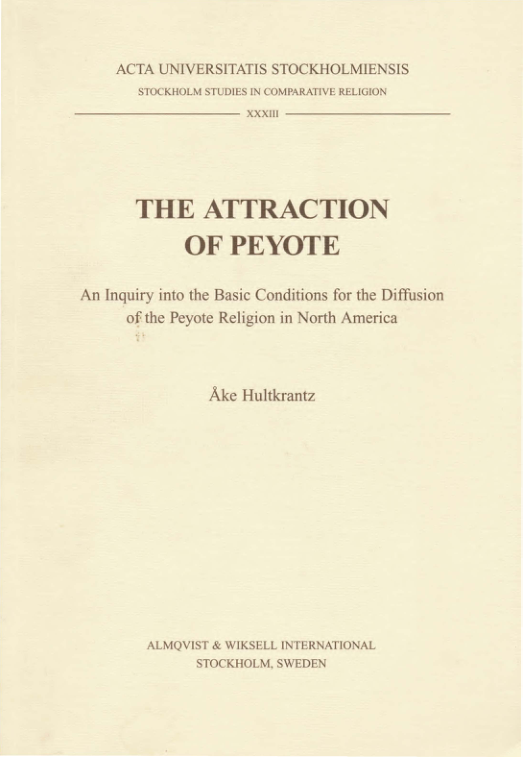 ACTA UNIVERSITATIS STOCKHOLMIENSIS
STOCKHOLM STUDIES IN COMPARATIVE RELIGION
XXXIII
THE ATTRACTION
OF PEYOTE
An Inquiry into the Basic Conditions for the Diffusion
of the Peyote Religion in North America
Åke Hultkrantz
ALMQVIST & WIKSELL INTERNATIONAL
STOCKHOLM, SWEDEN